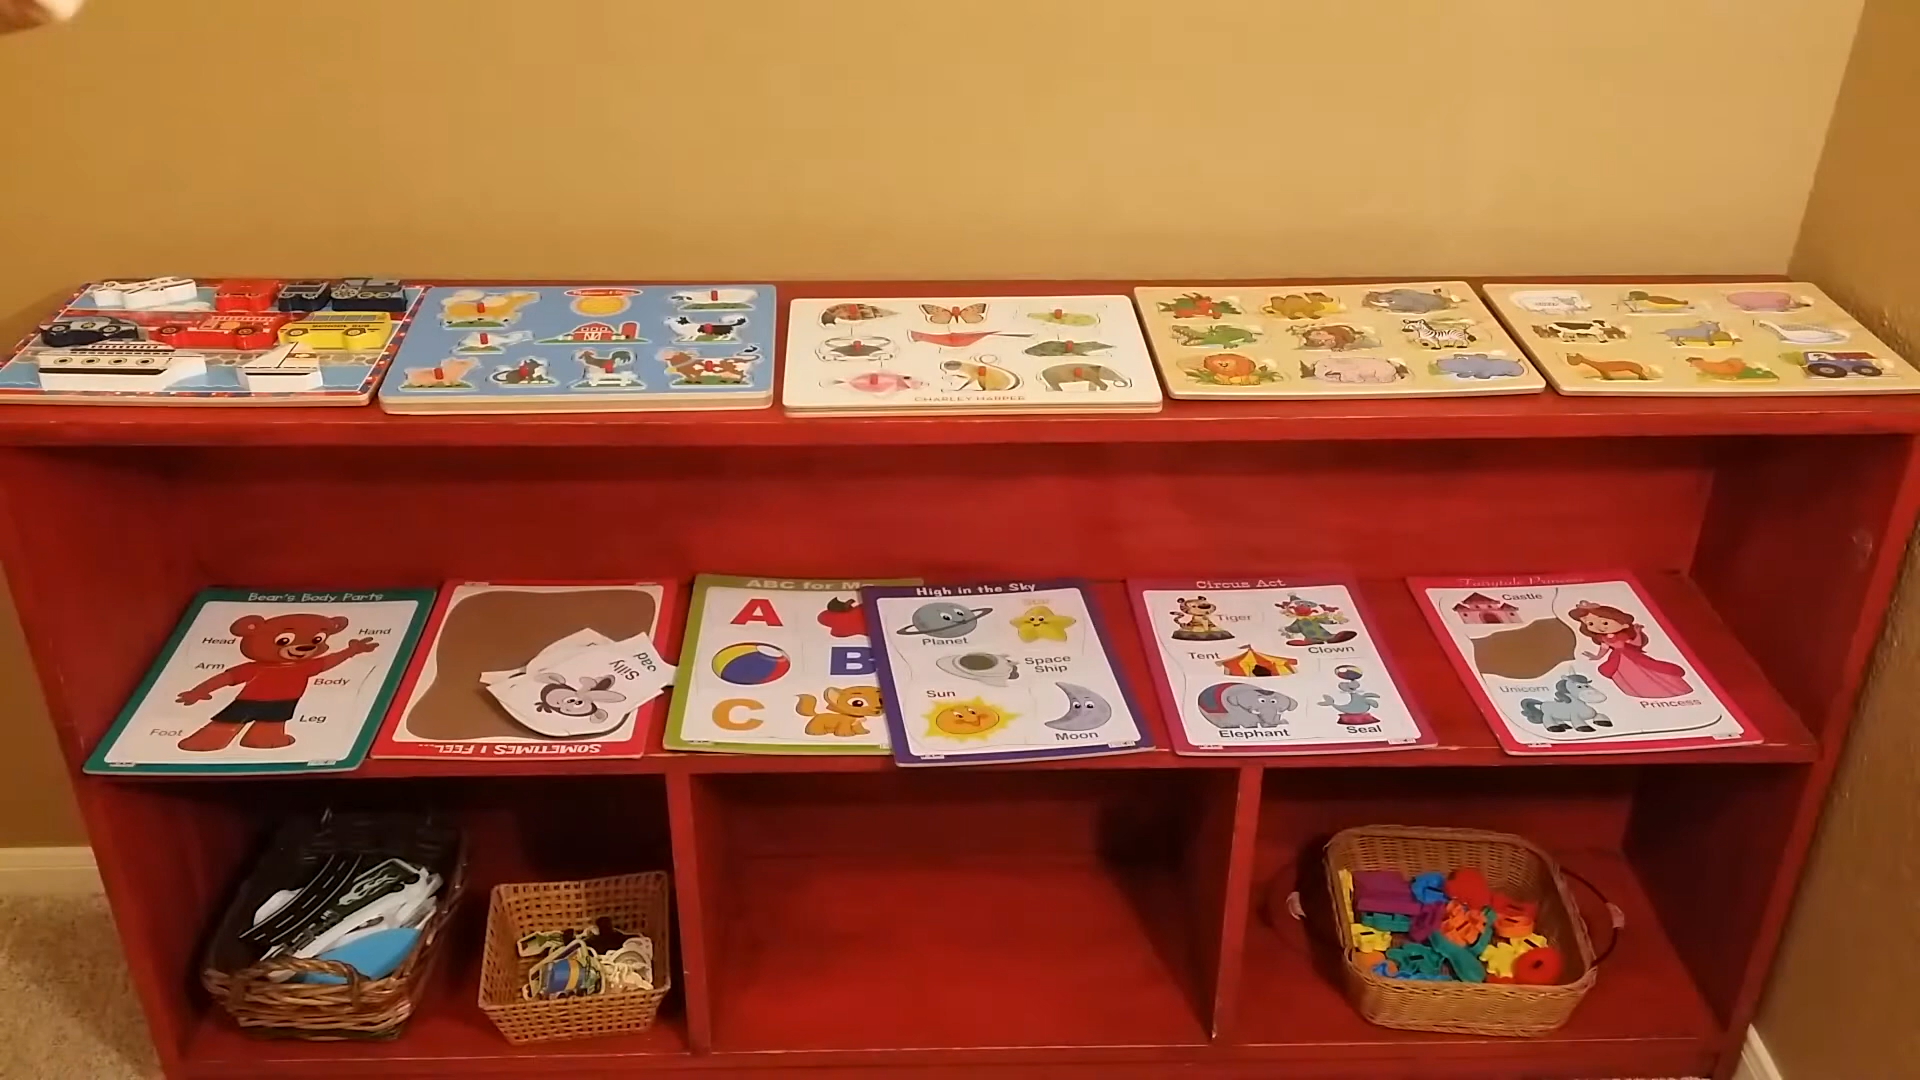 SCHOOL BUS
CHARLEY HARPER
Bear's Body Parts
Head
Hand
Arm
Body
Leg
Foot
Sad
Silly
SOMETIMES I FEEL...
ABC for Me
A
B
C
High in the Sky
Planet
Star
Space
Ship
Sun
Moon
Circus Act
Tiger
Clown
Tent
Elephant
Seal
Fairytale Princess
Castle
Unicorn
Princess